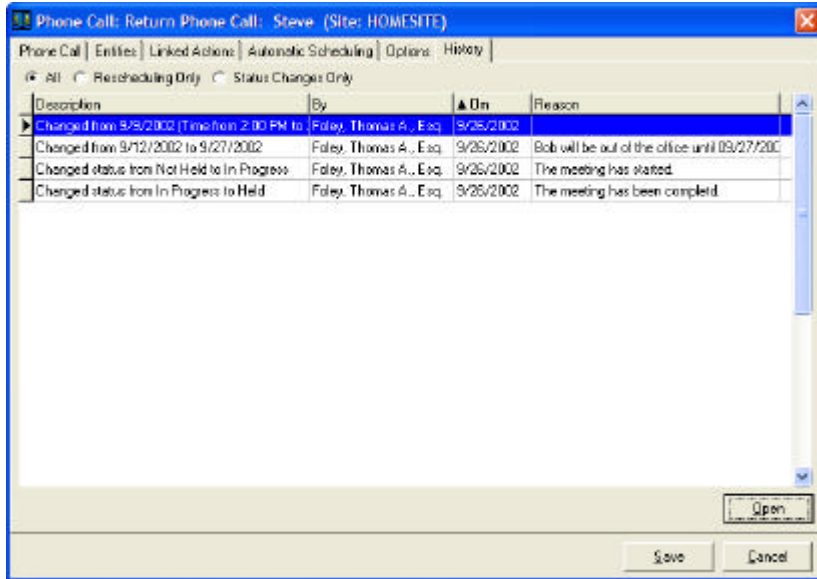 Phone Call: Return Phone Call: Steve (Site: HOMESITE)
Phone Call Entities Linked Actions Automatic Scheduling Options History
All Rescheduling Only Status Changes Only
Description By On Reason
Changed from 9/9/2002 (Time from 2:00 PM to Foley, Thomas A., Esq. 9/26/2002
Changed from 9/12/2002 to 9/27/2002 Foley, Thomas A., Esq. 9/26/2002 Bob will be out of the office until 09/27/200
Changed status from Not Held to In Progress Foley, Thomas A., Esq. 9/26/2002 The meeting has started.
Changed status from In Progress to Held Foley, Thomas A., Esq. 9/26/2002 The meeting has been completd.
Open
Save Cancel